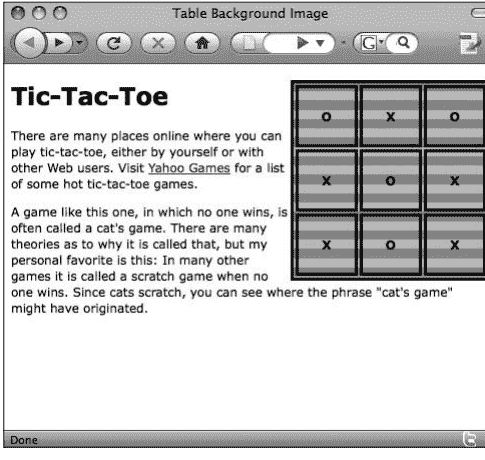 Table Background Image
G
Tic-Tac-Toe
There are many places online where you can
play tic-tac-toe, either by yourself or with
other Web users. Visit Yahoo Games for a list
of some hot tic-tac-toe games.
A game like this one, in which no one wins, is
often called a cat's game. There are many
theories as to why it is called that, but my
personal favorite is this: In many other
games it is called a scratch game when no
one wins. Since cats scratch, you can see where the phrase "cat's game"
might have originated.
O X O
X O X
X O X
Done